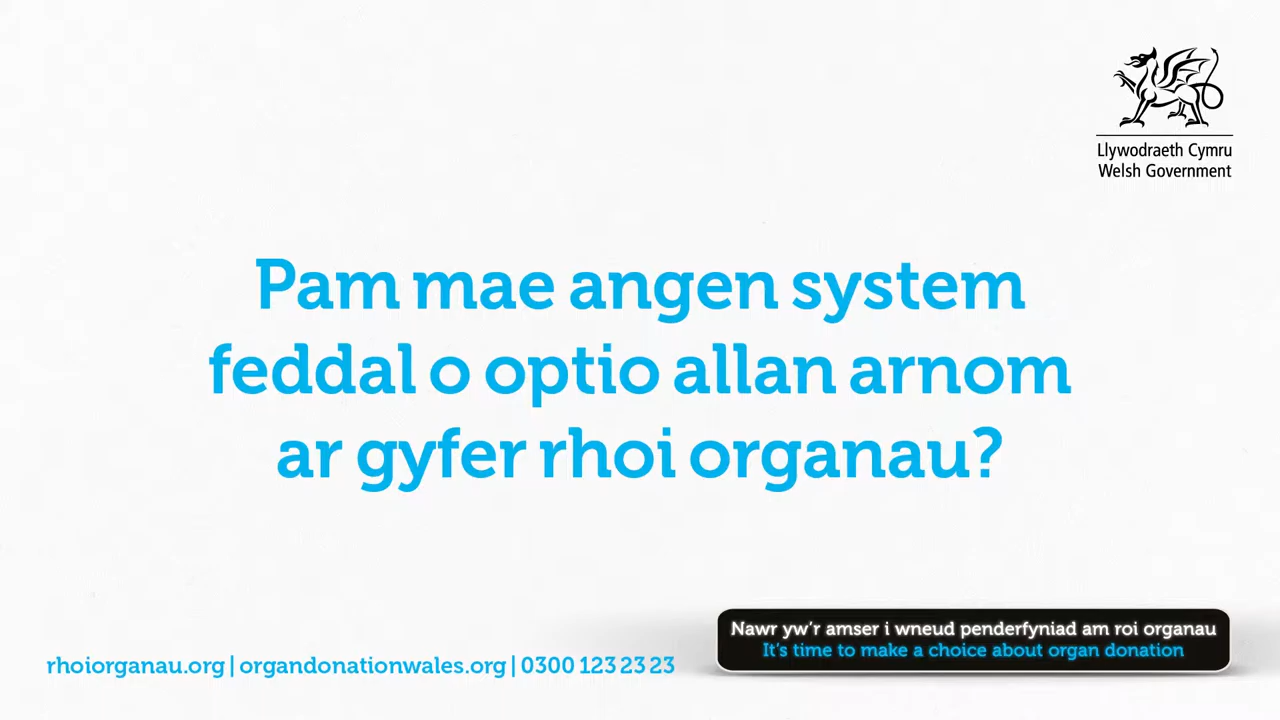 Llywodraeth Cymru
Welsh Government
Pam mae angen system
feddal o optio allan arnom
ar gyfer rhoi organau?
Nawr yw'r amser i wneud penderfyniad am roi organau
It's time to make a choice about organ donation
rhoiorganau.org | organdonationwales.org | 0300 123 23 23